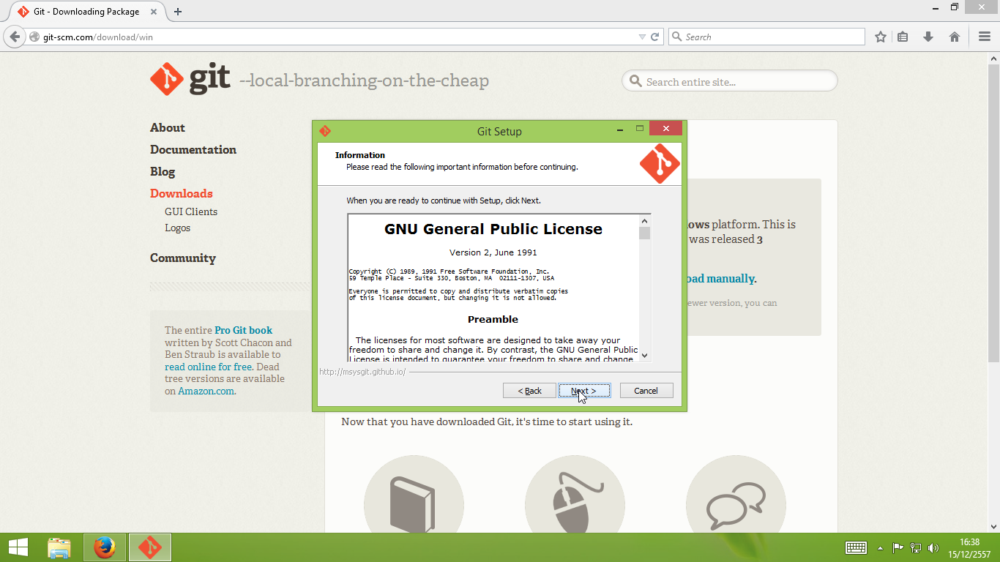 Git - Downloading Package
git-scm.com/download/win
Search
git --local-branching-on-the-cheap
Search entire site...
About
Documentation
Blog
Downloads
GUI Clients
Logos
Community
The entire Pro Git book
written by Scott Chacon and
Ben Straub is available to
read online for free. Dead
tree versions are available
on Amazon.com.
Git Setup
Information
Please read the following important information before continuing.
When you are ready to continue with Setup, click Next.
GNU General Public License
Version 2, June 1991
Copyright (C) 1989, 1991 Free Software Foundation, Inc.
59 Temple Place - Suite 330, Boston, MA 02111-1307, USA
Everyone is permitted to copy and distribute verbatim copies
of this license document, but changing it is not allowed.
Preamble
The licenses for most software are designed to take away your
freedom to share and change it. By contrast, the GNU General Public
License is intended to guarantee your freedom to share and change
http://msysgit.github.io/
< Back
Next >
Cancel
ows platform. This is
was released 3
oad manually.
ewer version, you can
Now that you have downloaded Git, it's time to start using it.
16:38
15/12/2557